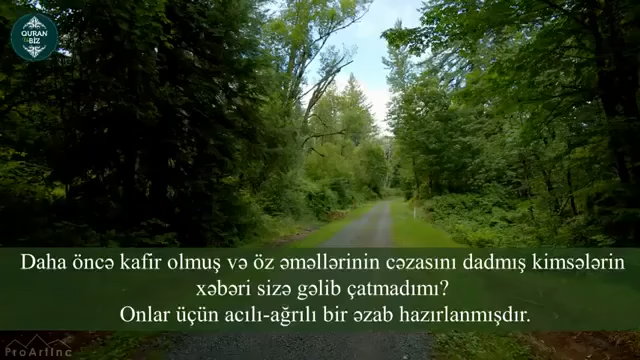 QURAN
BİZ
Daha öncə kafir olmuş və öz əməllərinin cəzasını dadmış kimsələrin
xəbəri sizə gəlib çatmadımı?
Onlar üçün acılı-ağrılı bir əzab hazırlanmışdır.
ProArtInc